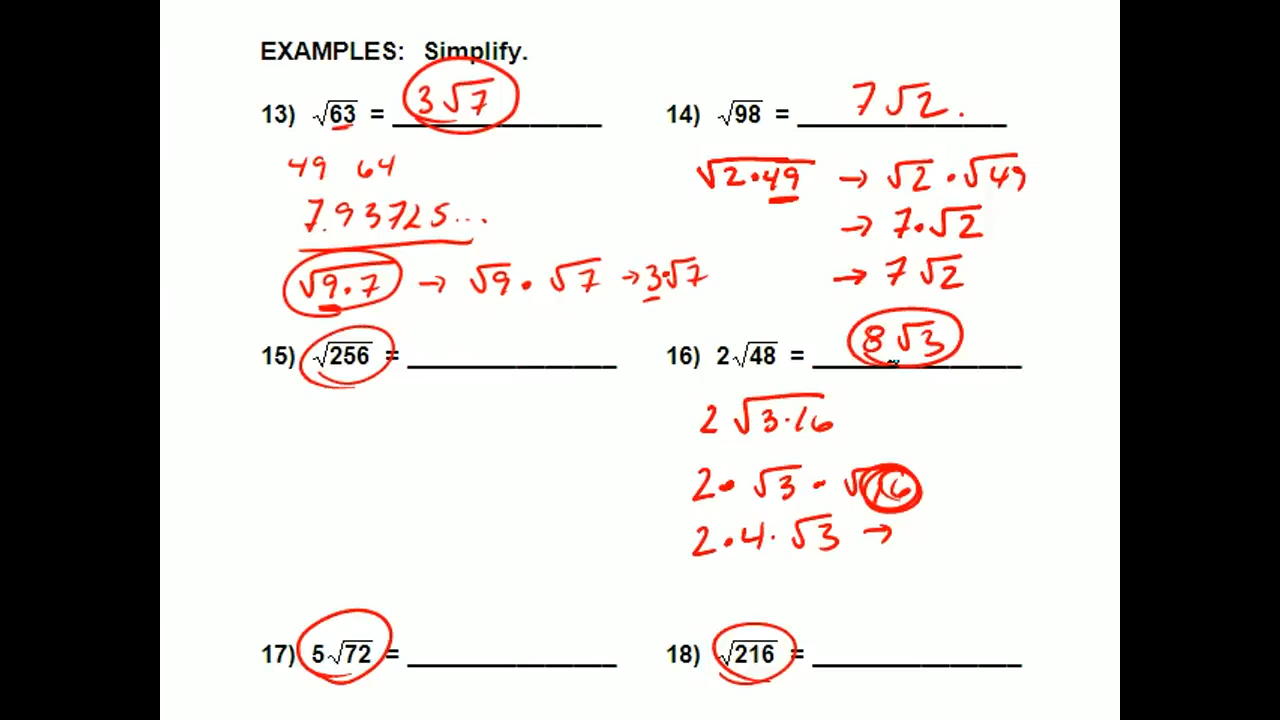 EXAMPLES: Simplify.
13) √63 = 3√7
14) √98 = 7√2.
49 64
7.93725...
√9·7 → √9 · √7 → 3·√7
√2·49 → √2 · √49
→ 7·√2
→ 7√2
15) √256 =
16) 2√48 = 8√3
2√3·16
2 · √3 · √16
2·4·√3 →
17) 5√72 =
18) √216 =